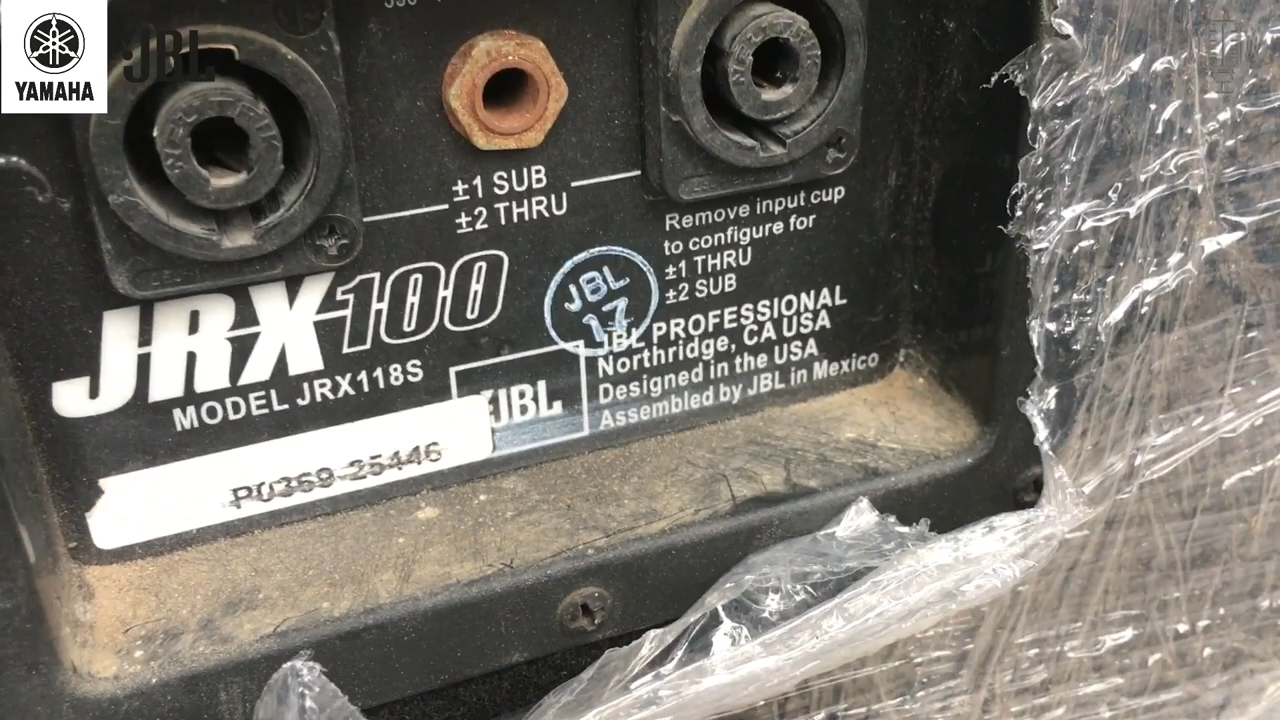 YAMAHA
JBL
NEUTRIK
NEUTRIK
±1 SUB
±2 THRU
Remove input cup
to configure for
±1 THRU
±2 SUB
JRX100
MODEL JRX118S
JBL
17
JBL
JBL PROFESSIONAL
Northridge, CA USA
Designed in the USA
Assembled by JBL in Mexico
P0369-25446